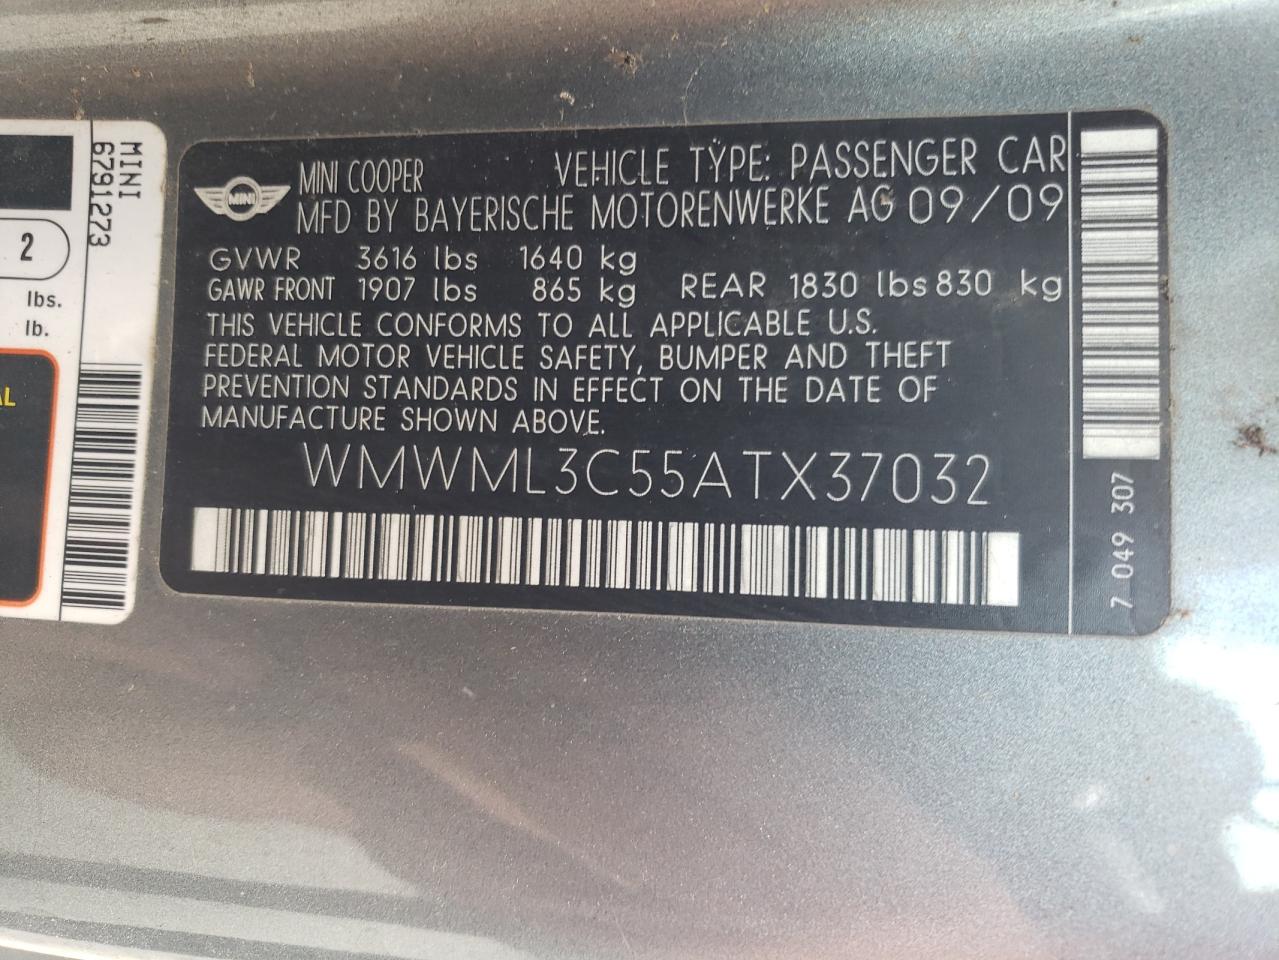 MINI
6791273
2
lbs.
lb.
AL
MINI
MINI COOPER VEHICLE TYPE: PASSENGER CAR
MFD BY BAYERISCHE MOTORENWERKE AG 09/09
GVWR 3616 lbs 1640 kg
GAWR FRONT 1907 lbs 865 kg REAR 1830 lbs 830 kg
THIS VEHICLE CONFORMS TO ALL APPLICABLE U.S.
FEDERAL MOTOR VEHICLE SAFETY, BUMPER AND THEFT
PREVENTION STANDARDS IN EFFECT ON THE DATE OF
MANUFACTURE SHOWN ABOVE.
WMWML3C55ATX37032
7 049 307